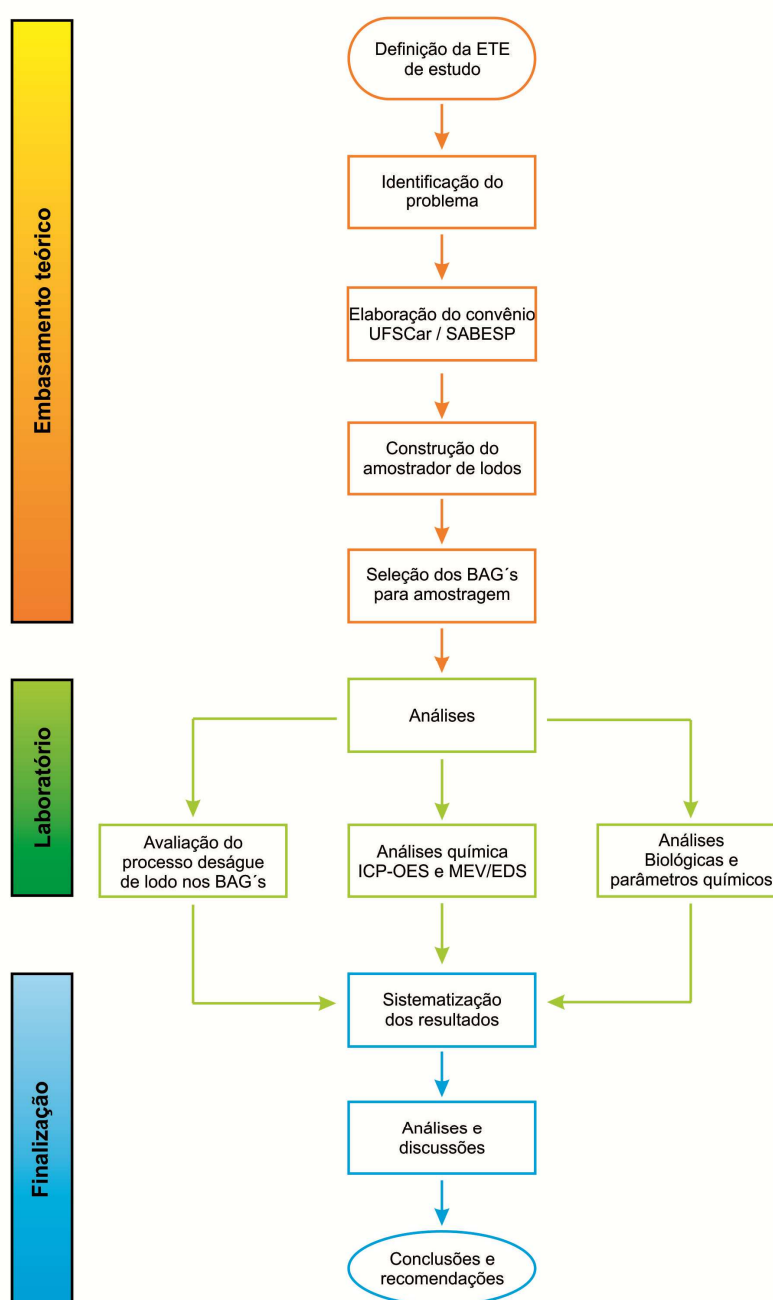 Embasamento teórico
Definição da ETE
de estudo
Identificação do
problema
Elaboração do convênio
UFSCar / SABESP
Construção do
amostrador de lodos
Seleção dos BAG´s
para amostragem
Laboratório
Análises
Avaliação do
processo deságue
de lodo nos BAG´s
Análises química
ICP-OES e MEV/EDS
Análises
Biológicas e
parâmetros químicos
Finalização
Sistematização
dos resultados
Análises e
discussões
Conclusões e
recomendações